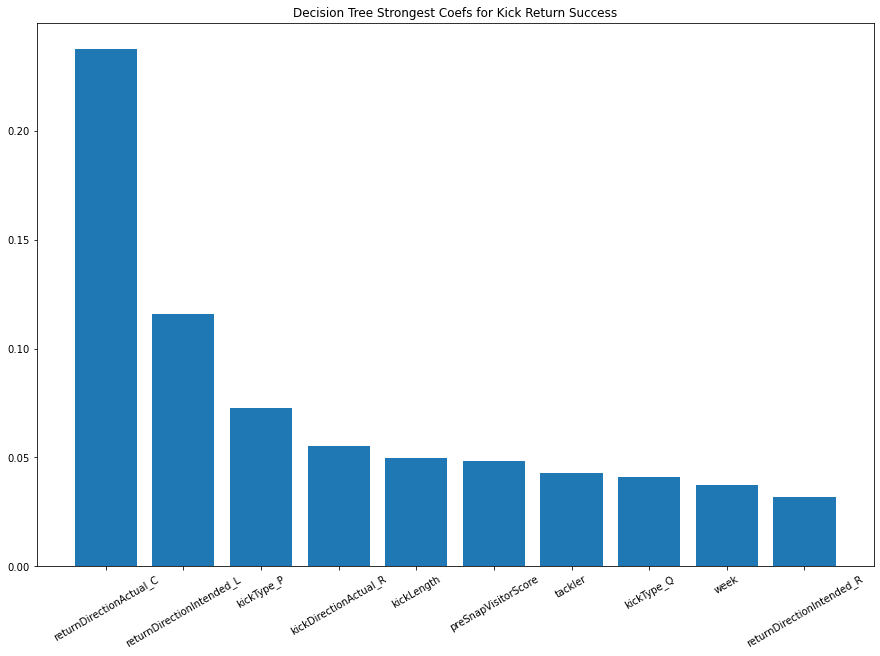 Decision Tree Strongest Coefs for Kick Return Success
0.20
0.15
0.10
0.05
0.00
returnDirectionActual_C
returnDirectionIntended_L
kickType_P
kickDirectionActual_R
kickLength
preSnapVisitorScore
tackler
kickType_Q
week
returnDirectionIntended_R